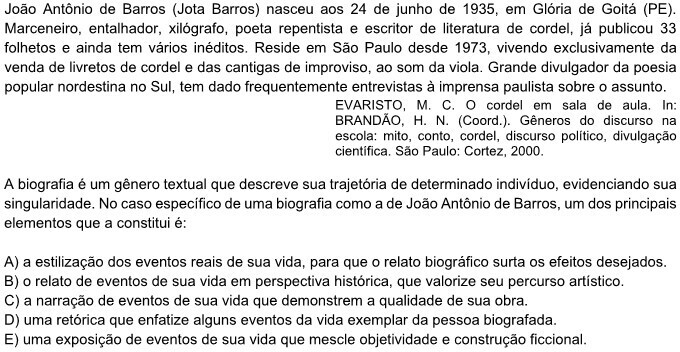 João Antônio de Barros (Jota Barros) nasceu aos 24 de junho de 1935, em Glória de Goitá (PE).
Marceneiro, entalhador, xilógrafo, poeta repentista e escritor de literatura de cordel, já publicou 33
folhetos e ainda tem vários inéditos. Reside em São Paulo desde 1973, vivendo exclusivamente da
venda de livretos de cordel e das cantigas de improviso, ao som da viola. Grande divulgador da poesia
popular nordestina no Sul, tem dado frequentemente entrevistas à imprensa paulista sobre o assunto.
EVARISTO, M. C. O cordel em sala de aula. In:
BRANDÃO, H. N. (Coord.). Gêneros do discurso na
escola: mito, conto, cordel, discurso político, divulgação
científica. São Paulo: Cortez, 2000.
A biografia é um gênero textual que descreve sua trajetória de determinado indivíduo, evidenciando sua
singularidade. No caso específico de uma biografia como a de João Antônio de Barros, um dos principais
elementos que a constitui é:
A) a estilização dos eventos reais de sua vida, para que o relato biográfico surta os efeitos desejados.
B) o relato de eventos de sua vida em perspectiva histórica, que valorize seu percurso artístico.
C) a narração de eventos de sua vida que demonstrem a qualidade de sua obra.
D) uma retórica que enfatize alguns eventos da vida exemplar da pessoa biografada.
E) uma exposição de eventos de sua vida que mescle objetividade e construção ficcional.